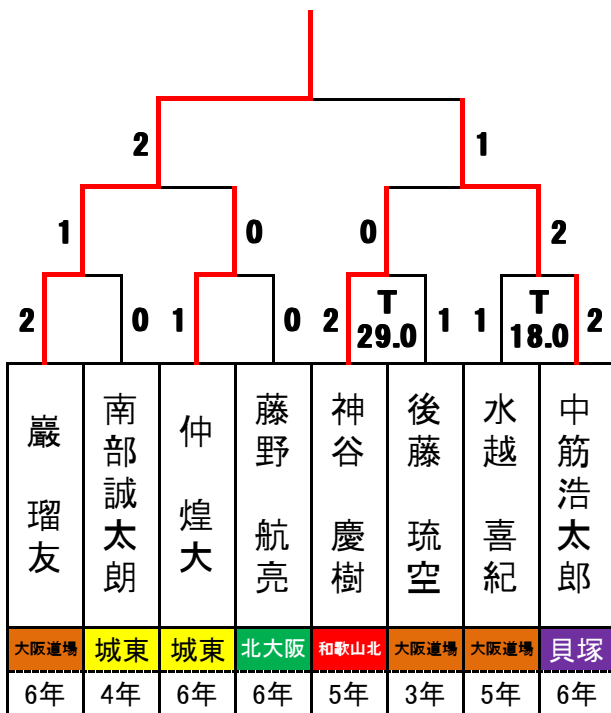 2 1
1 0 0 2
2 0 1 0 2 T 29.0 1 1 T 18.0 2
巖 瑠友
南部誠太朗
仲 煌大
藤野 航亮
神谷 慶樹
後藤 琉空
水越 喜紀
中筋浩太郎
大阪道場 城東 城東 北大阪 和歌山北 大阪道場 大阪道場 貝塚
6年 4年 6年 6年 5年 3年 5年 6年